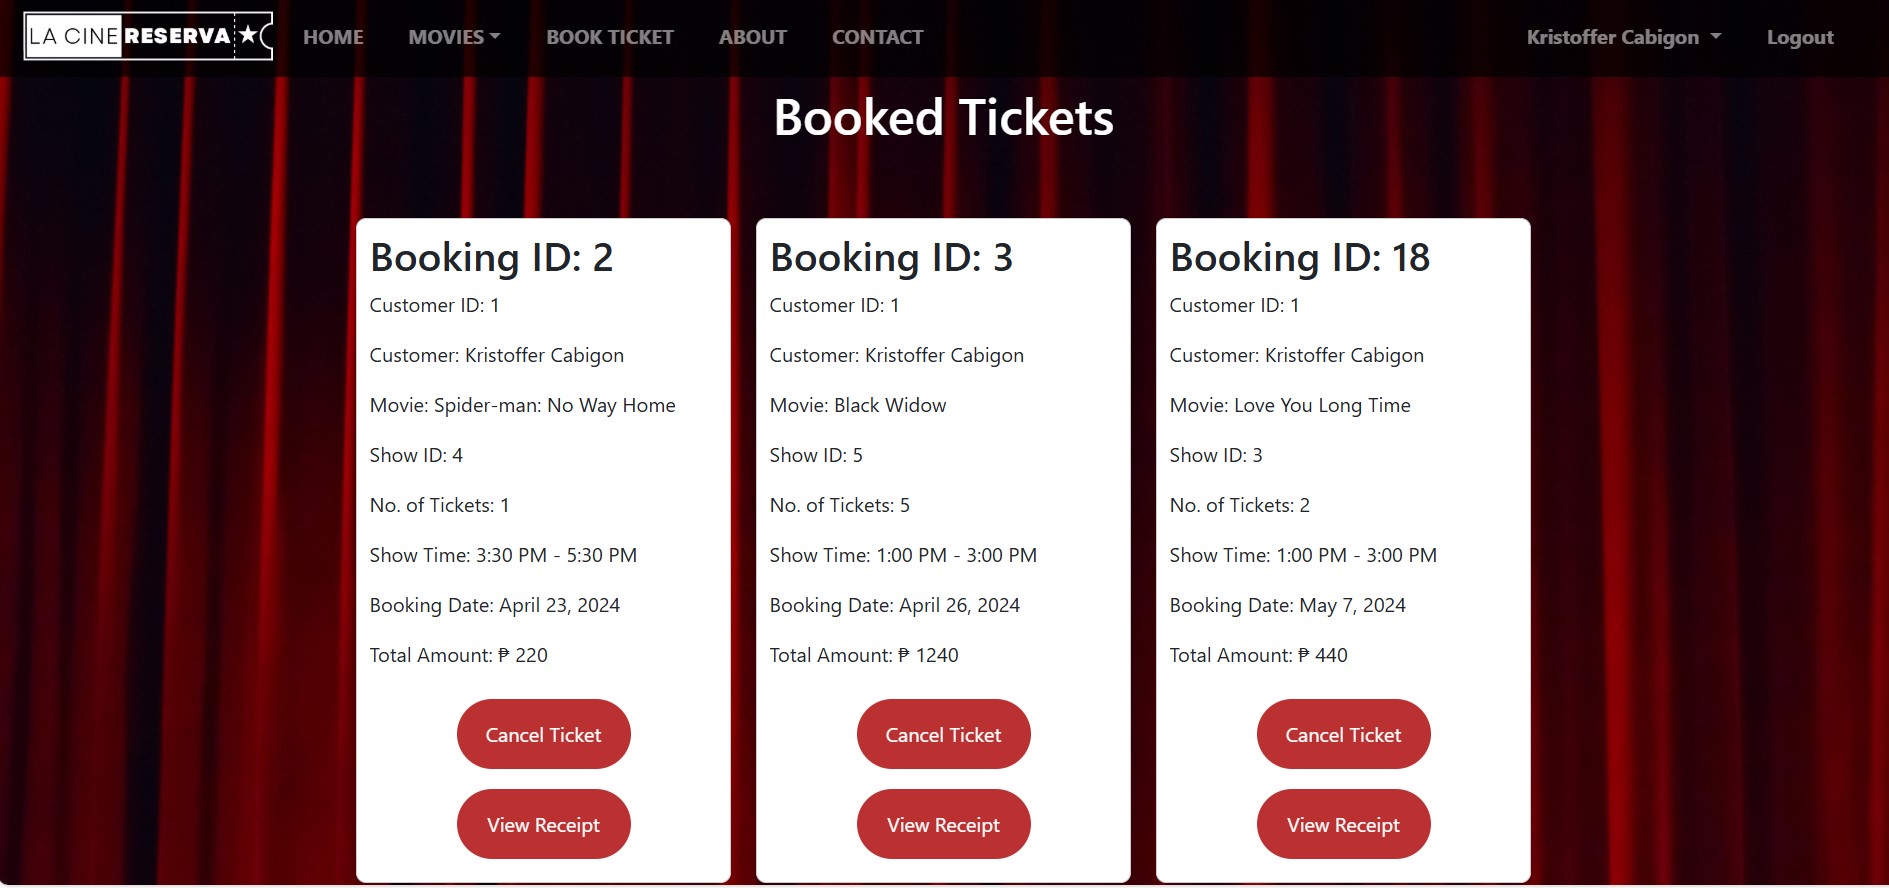 LA CINE RESERVA HOME MOVIES BOOK TICKET ABOUT CONTACT Kristoffer Cabigon Logout
Booked Tickets
Booking ID: 2
Customer ID: 1
Customer: Kristoffer Cabigon
Movie: Spider-man: No Way Home
Show ID: 4
No. of Tickets: 1
Show Time: 3:30 PM - 5:30 PM
Booking Date: April 23, 2024
Total Amount: ₱ 220
Cancel Ticket
View Receipt
Booking ID: 3
Customer ID: 1
Customer: Kristoffer Cabigon
Movie: Black Widow
Show ID: 5
No. of Tickets: 5
Show Time: 1:00 PM - 3:00 PM
Booking Date: April 26, 2024
Total Amount: ₱ 1240
Cancel Ticket
View Receipt
Booking ID: 18
Customer ID: 1
Customer: Kristoffer Cabigon
Movie: Love You Long Time
Show ID: 3
No. of Tickets: 2
Show Time: 1:00 PM - 3:00 PM
Booking Date: May 7, 2024
Total Amount: ₱ 440
Cancel Ticket
View Receipt